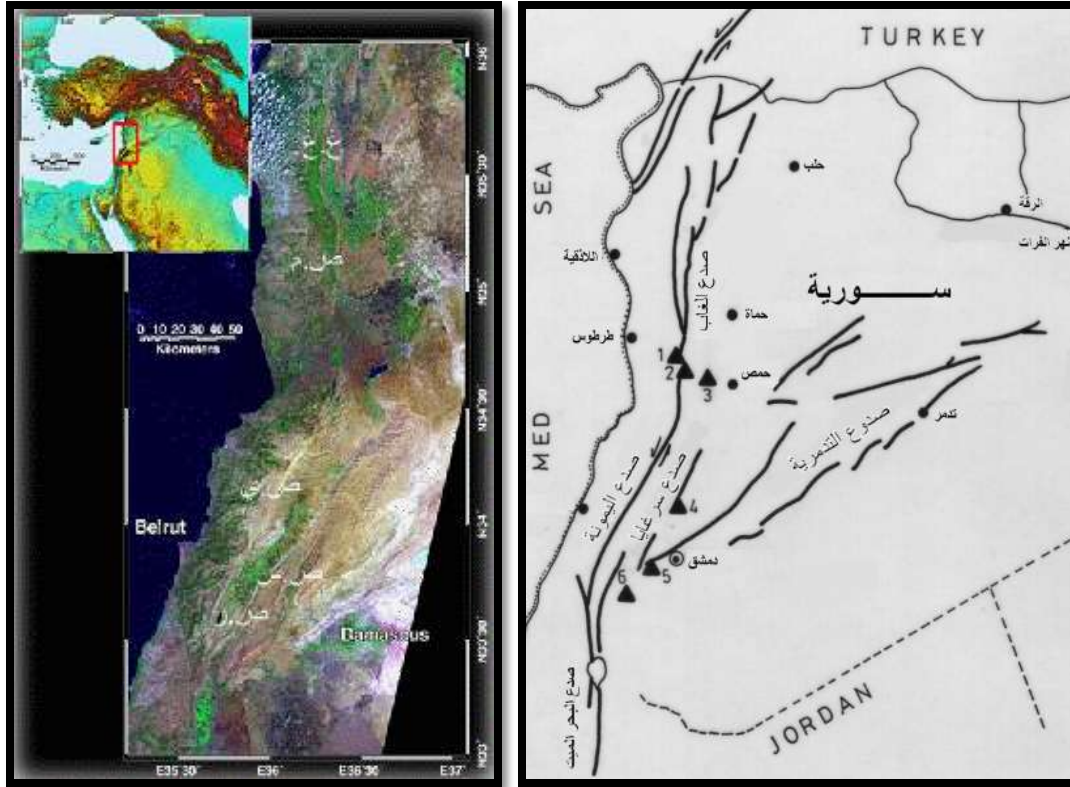 N36°
غ.غ
N35°30'
ص.م
N35°
0 10 20 30 40 50
Kilometers
N34°30'
ص.ي
N34°
Beirut
ص.س
ص.ر
Damascus
N33°30'
N33°
E35°30' E36° E36°30' E37°
TURKEY
حلب
SEA
الرقة
نهر الفرات
اللاذقية
صدع الغاب
ســـورية
حماة
طرطوس
1
2
3
حمص
MED
تدمر
صدوع التدمرية
صدع اليمونة
صدع سرغايا
4
دمشق
5
6
صدع البحر الميت
JORDAN